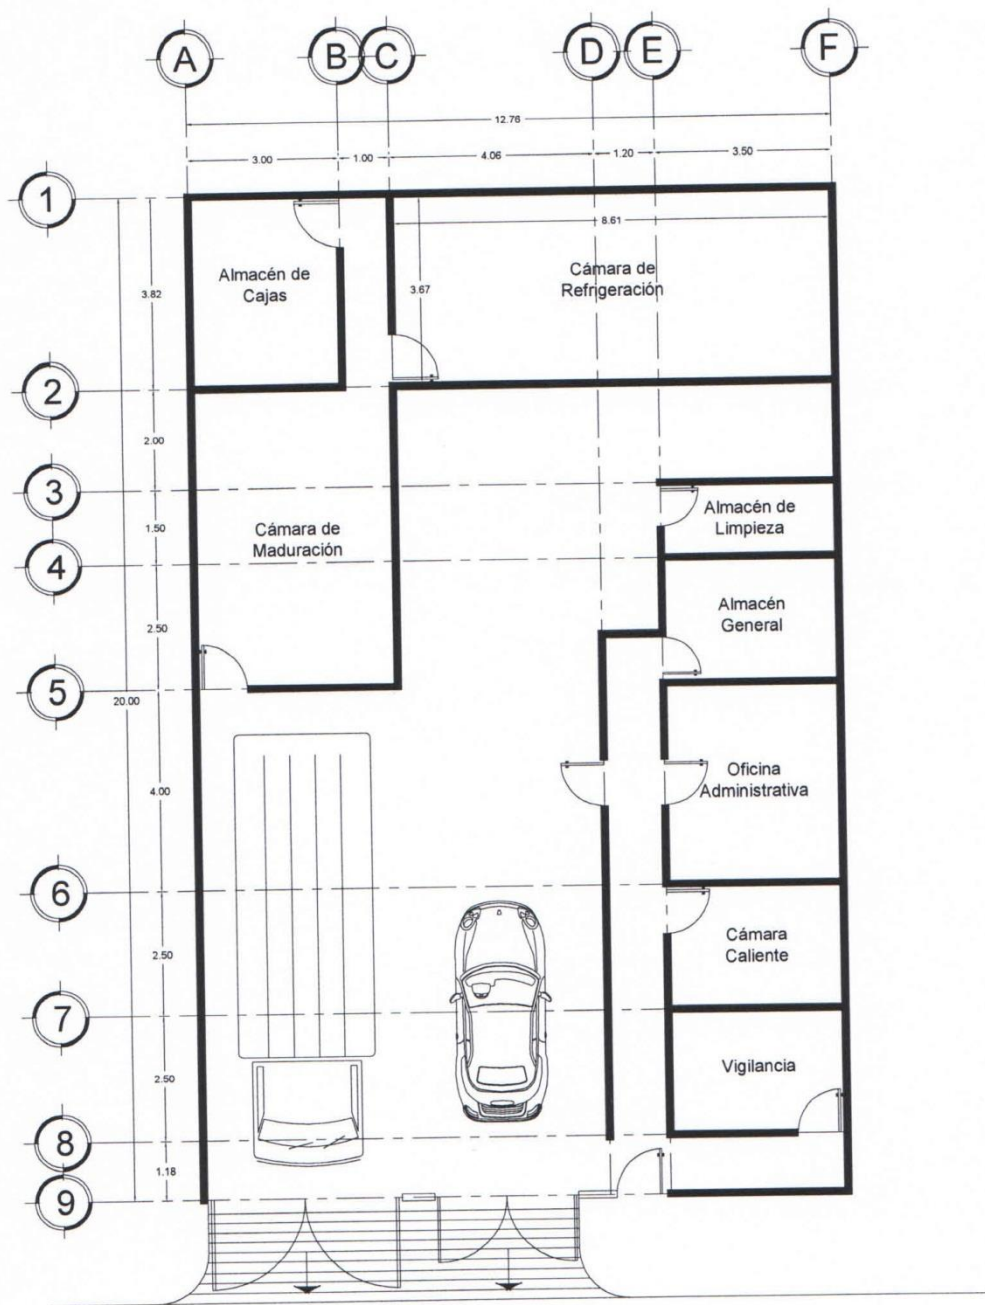 A
B
C
D
E
F
12.76
3.00
1.00
4.06
1.20
3.50
1
8.61
Almacén de
Cajas
Cámara de
Refrigeración
3.82
3.67
2
2.00
3
Almacén de
Limpieza
1.50
Cámara de
Maduración
4
Almacén
General
2.50
5
20.00
Oficina
Administrativa
4.00
6
Cámara
Caliente
2.50
7
Vigilancia
2.50
8
1.18
9